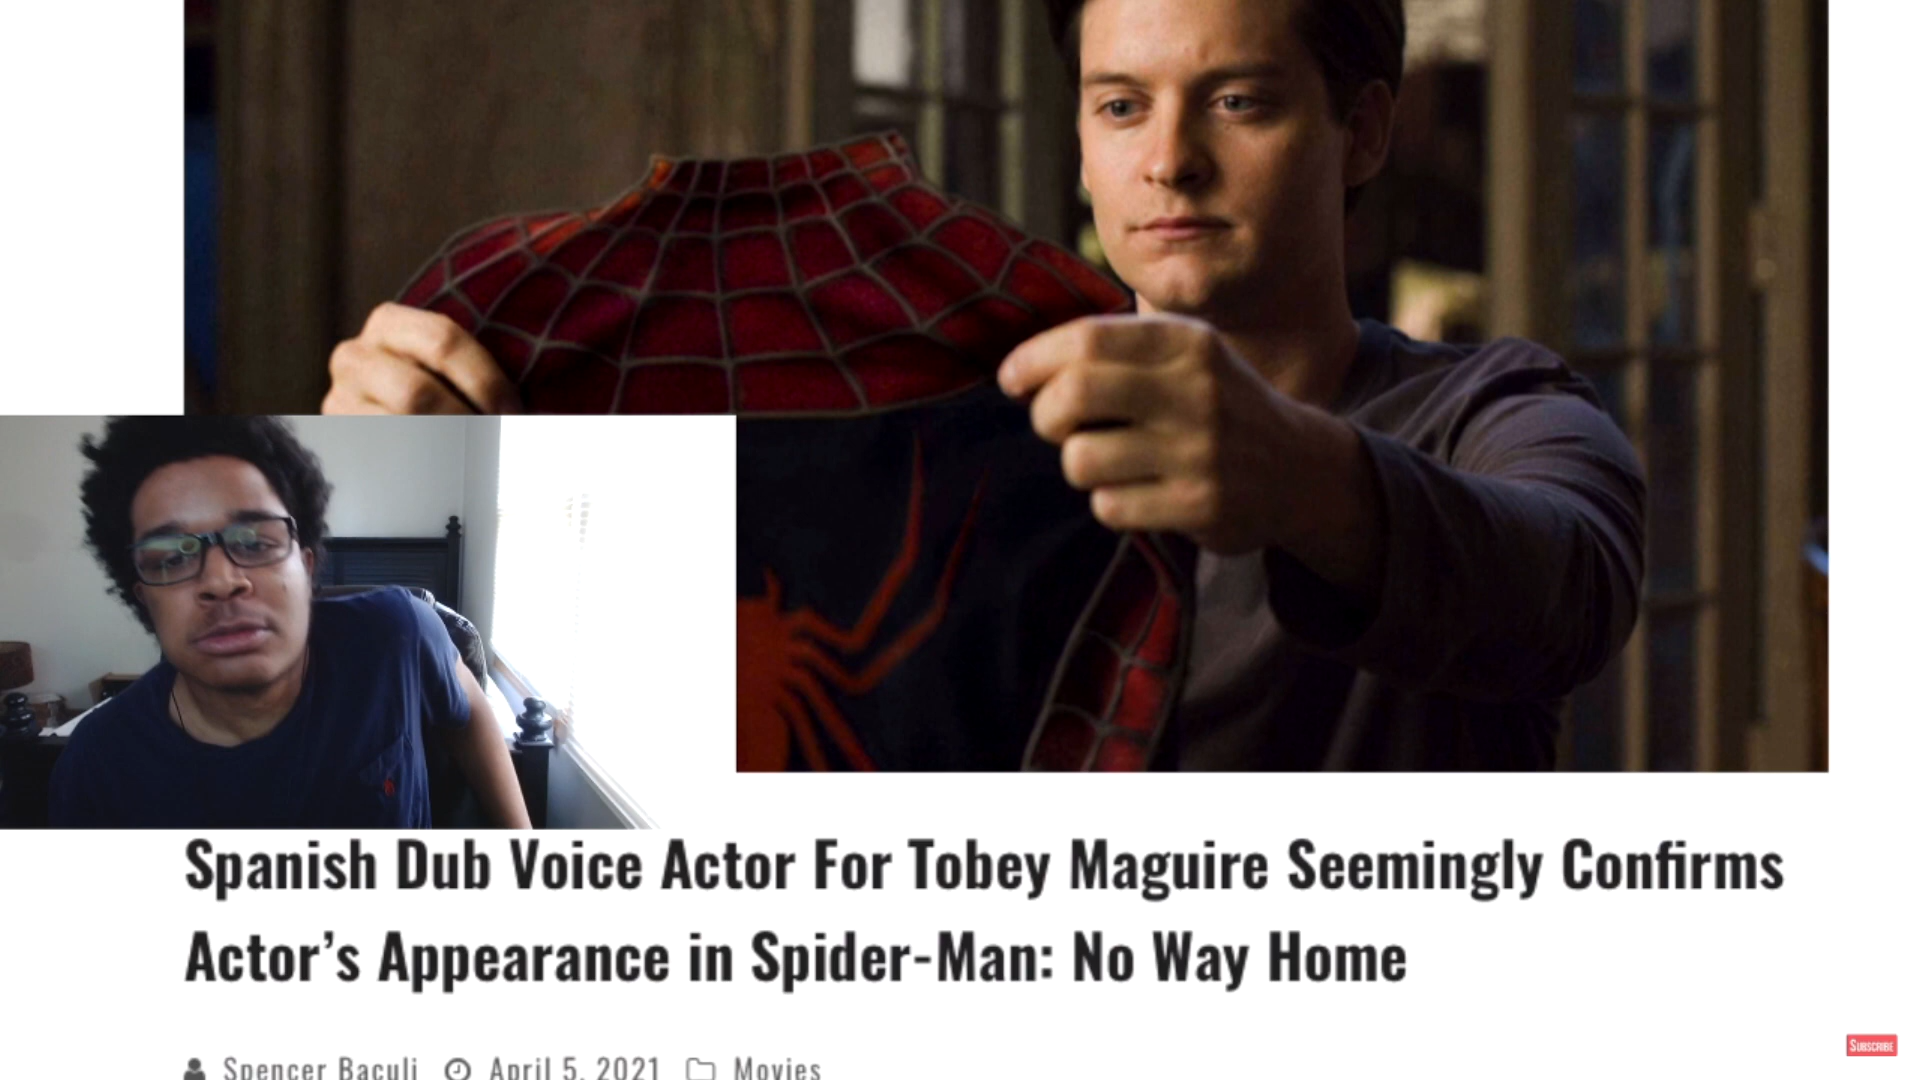 Spanish Dub Voice Actor For Tobey Maguire Seemingly Confirms
Actor’s Appearance in Spider-Man: No Way Home
Spencer Baculi April 5, 2021 Movies
SUBSCRIBE